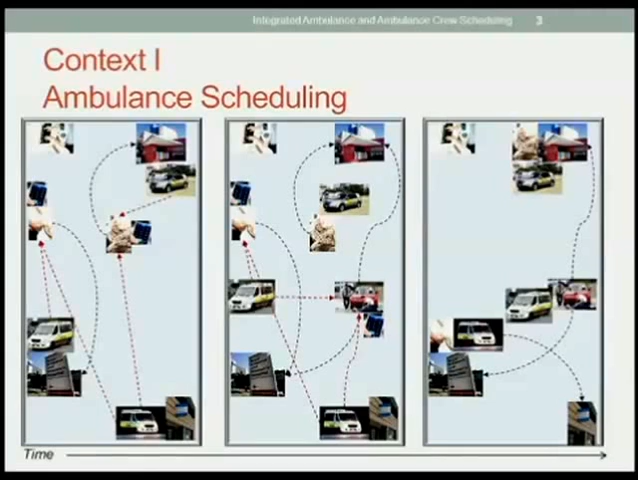 Integrated Ambulance and Ambulance Crew Scheduling 3
Context I
Ambulance Scheduling
Time